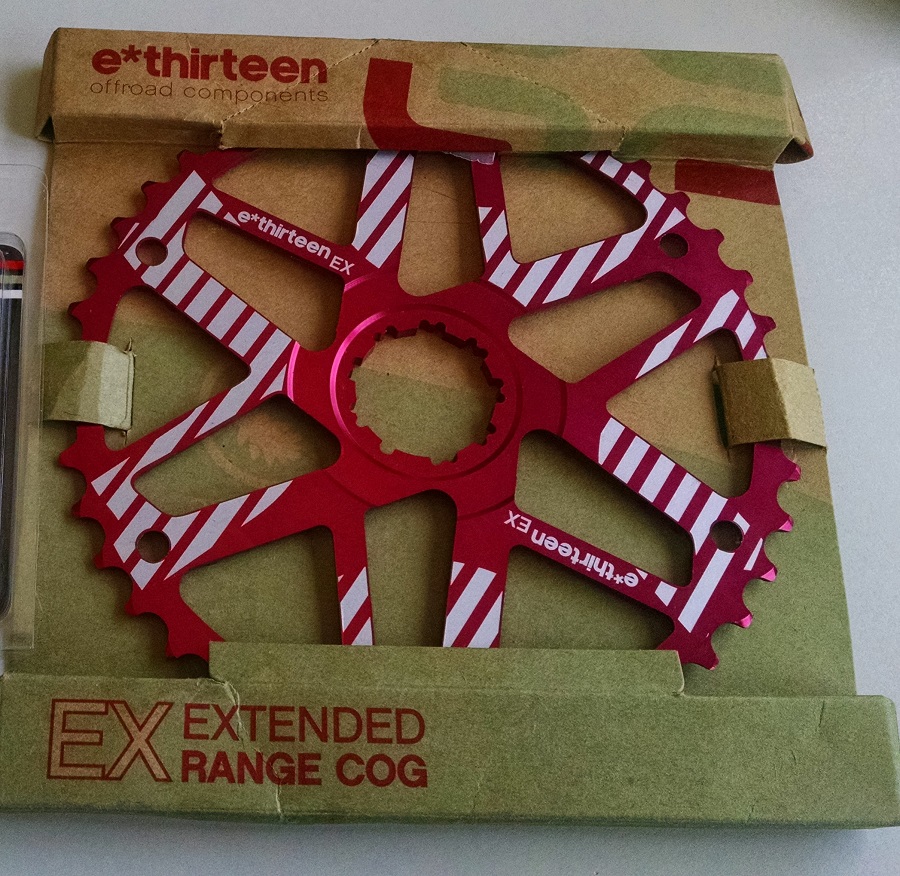 e*thirteen
offroad components
e*thirteen EX
e*thirteen EX
EX EXTENDED
RANGE COG